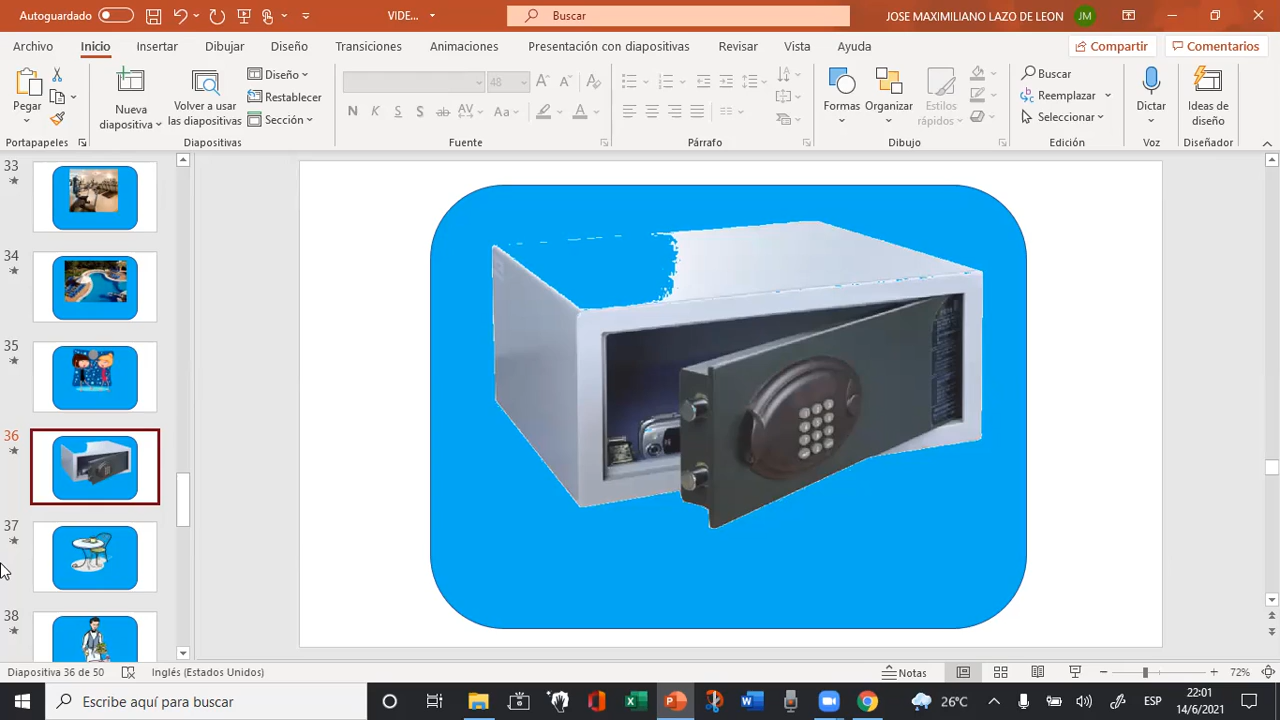 Autoguardado
VIDE...
Buscar
JOSE MAXIMILIANO LAZO DE LEON
JM
Archivo
Inicio
Insertar
Dibujar
Diseño
Transiciones
Animaciones
Presentación con diapositivas
Revisar
Vista
Ayuda
Compartir
Comentarios
Pegar
Nueva diapositiva
Volver a usar las diapositivas
Diseño
Restablecer
Sección
48
N K S S ab AV Aa A
Formas
Organizar
Estilos rápidos
Buscar
Reemplazar
Seleccionar
Dictar
Ideas de diseño
Portapapeles
Diapositivas
Fuente
Párrafo
Dibujo
Edición
Voz
Diseñador
33
34
35
36
37
38
Diapositiva 36 de 50
Inglés (Estados Unidos)
Notas
72%
Escribe aquí para buscar
26°C
ESP
22:01
14/6/2021